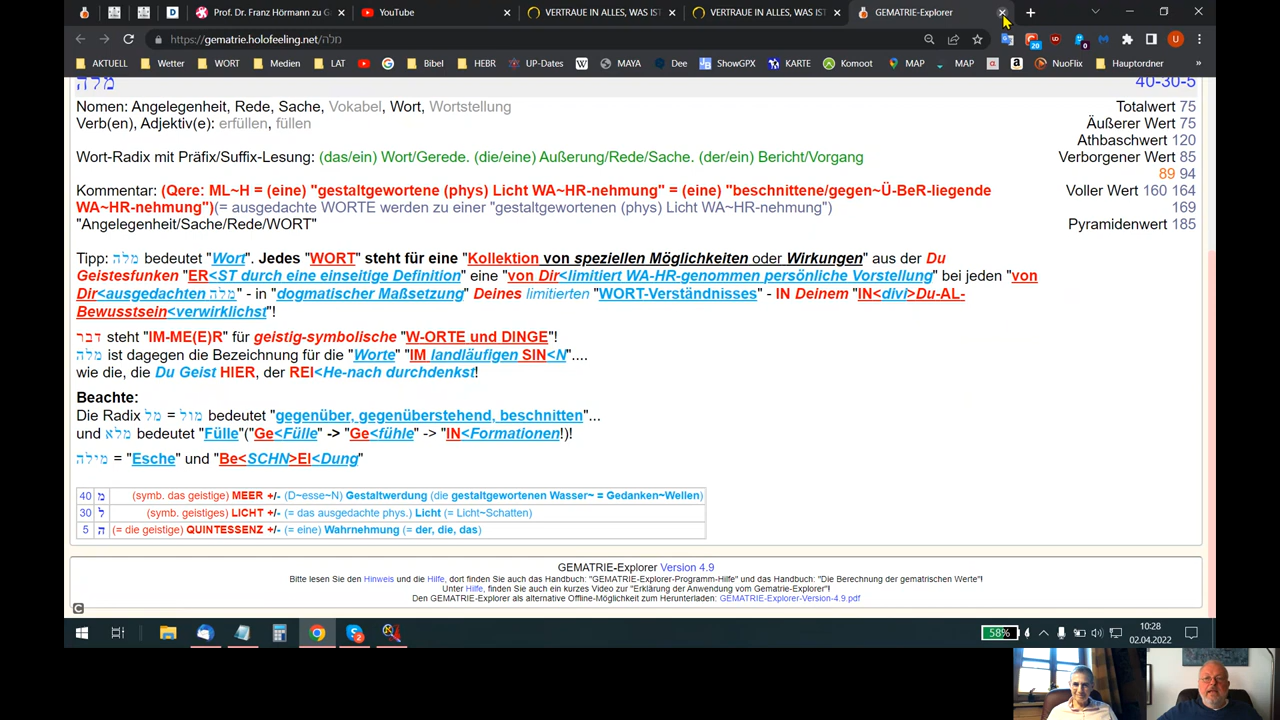 Prof. Dr. Franz Hörmann zu G
YouTube
VERTRAUE IN ALLES, WAS IST
VERTRAUE IN ALLES, WAS IST
GEMATRIE-Explorer
https://gematrie.holofeeling.net/מלה
AKTUELL Wetter WORT Medien LAT Bibel HEBR UP-Dates MAYA Dee ShowGPX KARTE Komoot MAP MAP NuoFlix Hauptordner
מלה 40-30-5
Nomen: Angelegenheit, Rede, Sache, Vokabel, Wort, Wortstellung
Totalwert 75
Verb(en), Adjektiv(e): erfüllen, füllen
Äußerer Wert 75
Athbaschwert 120
Wort-Radix mit Präfix/Suffix-Lesung: (das/ein) Wort/Gerede. (die/eine) Äußerung/Rede/Sache. (der/ein) Bericht/Vorgang
Verborgener Wert 85
89 94
Kommentar: (Qere: ML~H = (eine) "gestaltgewortene (phys) Licht WA~HR-nehmung" = (eine) "beschnittene/gegen~Ü-BeR-liegende
Voller Wert 160 164
WA~HR-nehmung")(= ausgedachte WORTE werden zu einer "gestaltgewortenen (phys) Licht WA~HR-nehmung")
169
"Angelegenheit/Sache/Rede/WORT"
Pyramidenwert 185
Tipp: מלה bedeutet "Wort". Jedes "WORT" steht für eine "Kollektion von speziellen Möglichkeiten oder Wirkungen" aus der Du
Geistesfunken "ER<ST durch eine einseitige Definition" eine "von Dir<limitiert WA-HR-genommen persönliche Vorstellung" bei jeden "von
Dir<ausgedachten מלה" - in "dogmatischer Maßsetzung" Deines limitierten "WORT-Verständnisses" - IN Deinem "IN<divi>Du-AL-
Bewusstsein<verwirklichst"!
דבר steht "IM-ME(E)R" für geistig-symbolische "W-ORTE und DINGE"!
מלה ist dagegen die Bezeichnung für die "Worte" "IM landläufigen SIN<N"....
wie die, die Du Geist HIER, der REI<He-nach durchdenkst!
Beachte:
Die Radix מל = מול bedeutet "gegenüber, gegenüberstehend, beschnitten"...
und מלא bedeutet "Fülle"("Ge<Fülle" -> "Ge<fühle" -> "IN<Formationen!)!
מילה = "Esche" und "Be<SCHN>EI<Dung"
40 מ (symb. das geistige) MEER +/- (D~esse~N) Gestaltwerdung (die gestaltgewortenen Wasser~ = Gedanken~Wellen)
30 ל (symb. geistiges) LICHT +/- (= das ausgedachte phys.) Licht (= Licht~Schatten)
5 ה (= die geistige) QUINTESSENZ +/- (= eine) Wahrnehmung (= der, die, das)
GEMATRIE-Explorer Version 4.9
Bitte lesen Sie den Hinweis und die Hilfe, dort finden Sie auch das Handbuch: "GEMATRIE-Explorer-Programm-Hilfe" und das Handbuch: "Die Berechnung der gematrischen Werte"!
Unter Hilfe, finden Sie auch ein kurzes Video zur "Erklärung der Anwendung vom Gematrie-Explorer"!
Den GEMATRIE-Explorer als alternative Offline-Möglichkeit zum Herunterladen: GEMATRIE-Explorer-Version-4.9.pdf
58%
10:28
02.04.2022